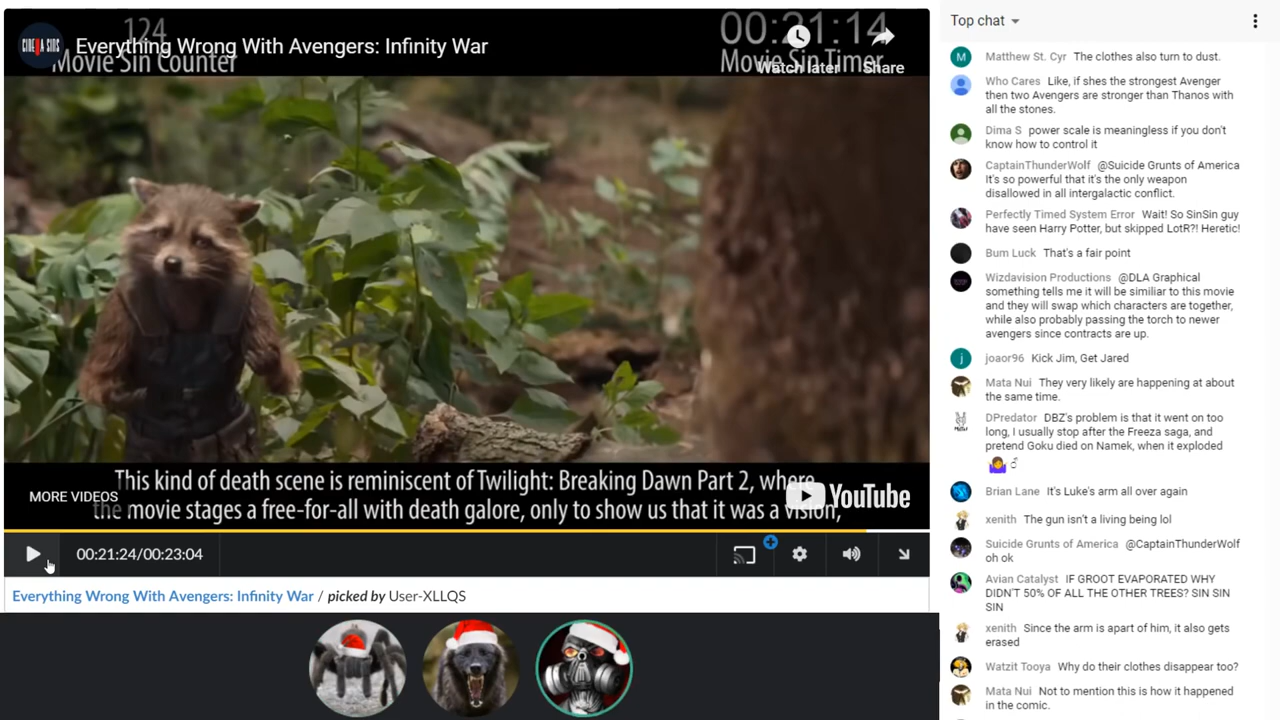 124
00:21:14
CINEMA SINS
Everything Wrong With Avengers: Infinity War
Movie Sin Counter
Movie Sin Timer
Watch later
Share
This kind of death scene is reminiscent of Twilight: Breaking Dawn Part 2, where
MORE VIDEOS
YouTube
the movie stages a free-for-all with death galore, only to show us that it was a vision,
00:21:24/00:23:04
Everything Wrong With Avengers: Infinity War / picked by User-XLLQS
Top chat
M
Matthew St. Cyr The clothes also turn to dust.
Who Cares Like, if shes the strongest Avenger
then two Avengers are stronger than Thanos with
all the stones.
Dima S power scale is meaningless if you don't
know how to control it
CaptainThunderWolf @Suicide Grunts of America
It's so powerful that it's the only weapon
disallowed in all intergalactic conflict.
Perfectly Timed System Error Wait! So SinSin guy
have seen Harry Potter, but skipped LotR?! Heretic!
Bum Luck That's a fair point
Wizdavision Productions @DLA Graphical
something tells me it will be similiar to this movie
and they will swap which characters are together,
while also probably passing the torch to newer
avengers since contracts are up.
j
joaor96 Kick Jim, Get Jared
Mata Nui They very likely are happening at about
the same time.
DPredator DBZ's problem is that it went on too
long, I usually stop after the Freeza saga, and
pretend Goku died on Namek, when it exploded
🤷♂
Brian Lane It's Luke's arm all over again
xenith The gun isn't a living being lol
Suicide Grunts of America @CaptainThunderWolf
oh ok
Avian Catalyst IF GROOT EVAPORATED WHY
DIDN'T 50% OF ALL THE OTHER TREES? SIN SIN
SIN
xenith Since the arm is apart of him, it also gets
erased
Watzit Tooya Why do their clothes disappear too?
Mata Nui Not to mention this is how it happened
in the comic.